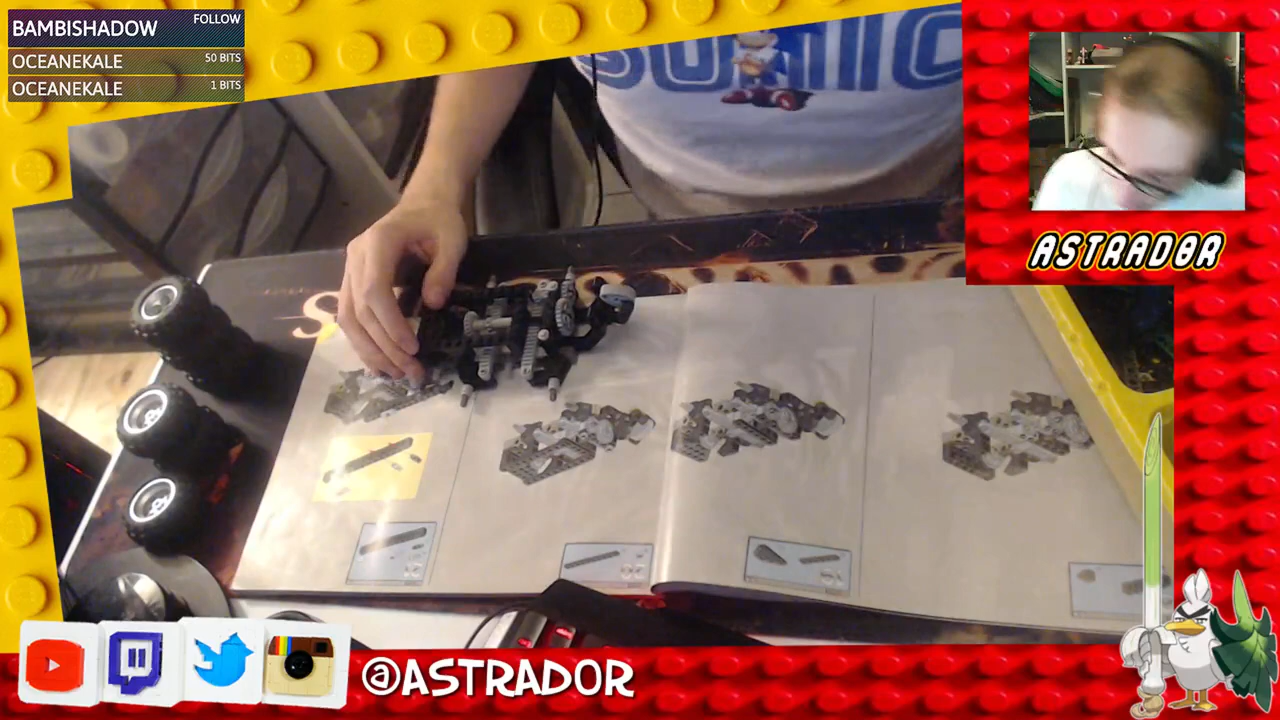 BAMBISHADOW FOLLOW
OCEANEKALE 50 BITS
OCEANEKALE 1 BITS
SONIC
ASTRADOR
@ASTRADOR